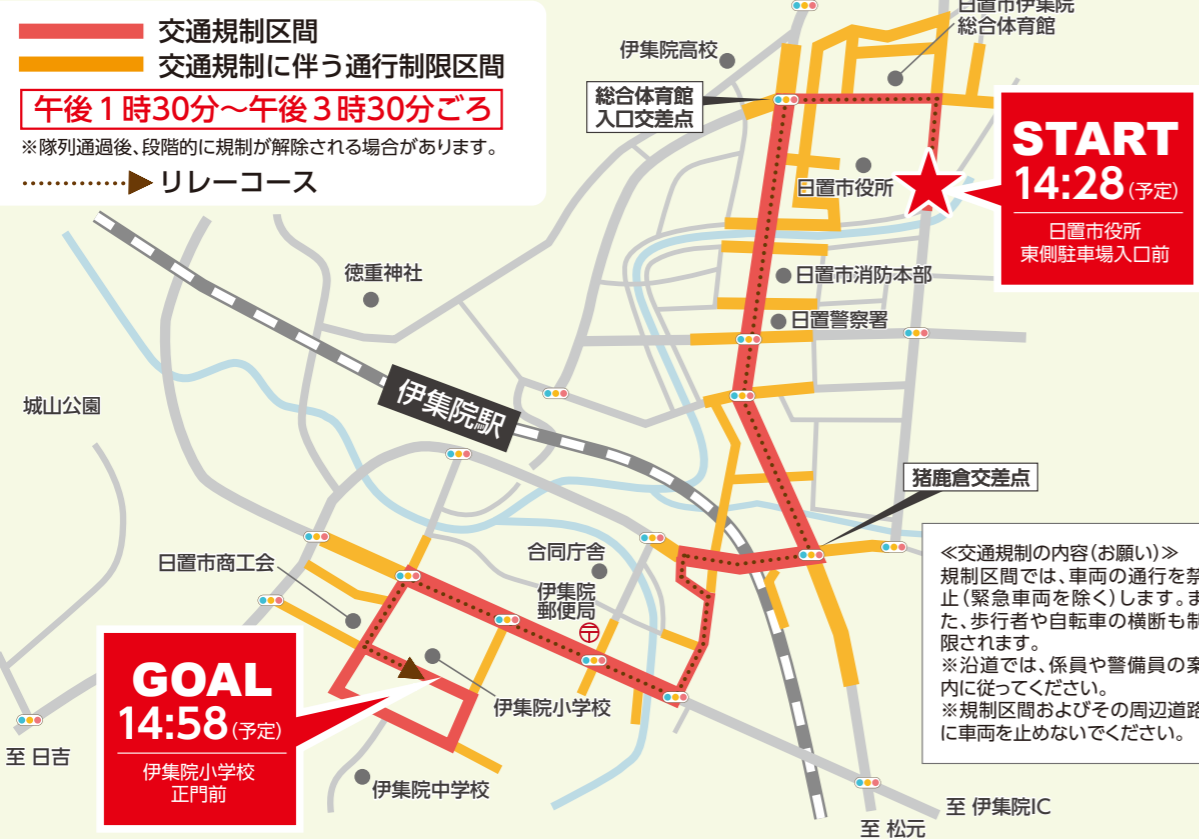 交通規制区間
交通規制に伴う通行制限区間
午後1時30分～午後3時30分ごろ
※隊列通過後、段階的に規制が解除される場合があります。
リレーコース
日置市伊集院
総合体育館
伊集院高校
総合体育館
入口交差点
START
14:28(予定)
日置市役所
東側駐車場入口前
日置市役所
日置市消防本部
日置警察署
徳重神社
城山公園
伊集院駅
猪鹿倉交差点
≪交通規制の内容(お願い)≫
規制区間では、車両の通行を禁
止(緊急車両を除く)します。ま
た、歩行者や自転車の横断も制
限されます。
※沿道では、係員や警備員の案
内に従ってください。
※規制区間およびその周辺道路
に車両を止めないでください。
日置市商工会
合同庁舎
伊集院
郵便局
GOAL
14:58(予定)
伊集院小学校
正門前
伊集院小学校
伊集院中学校
至 日吉
至 伊集院IC
至 松元